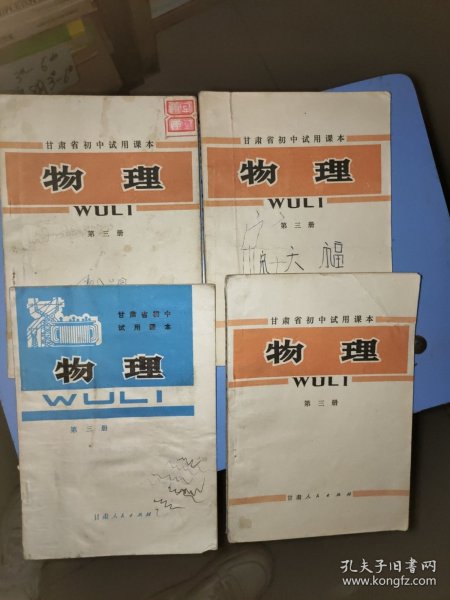 甘肃省初中试用课本
物理
WULI
第三册
甘肃省初中试用课本
物理
WULI
第三册
天福
甘肃省初中
试用课本
物理
WULI
第三册
甘肃人民出版社
甘肃省初中试用课本
物理
WULI
第三册
甘肃人民出版社
孔夫子旧书网
www.kongfz.com